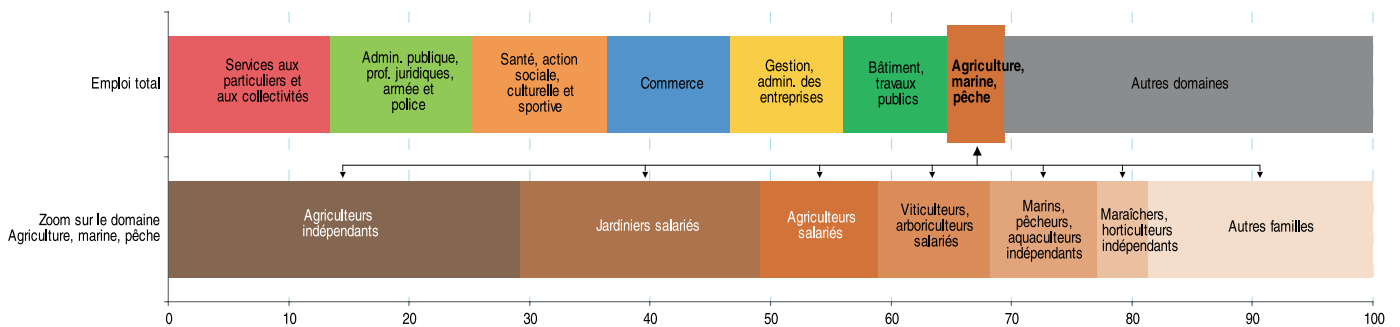 Emploi total
Services aux
particuliers et
aux collectivités
Admin. publique,
prof. juridiques,
armée et
police
Santé, action
sociale,
culturelle et
sportive
Commerce
Gestion,
admin. des
entreprises
Bâtiment,
travaux
publics
Agriculture,
marine,
pêche
Autres domaines
Zoom sur le domaine
Agriculture, marine, pêche
Agriculteurs
indépendants
Jardiniers salariés
Agriculteurs
salariés
Viticulteurs,
arboriculteurs
salariés
Marins,
pêcheurs,
aquaculteurs
indépendants
Maraîchers,
horticulteurs
indépendants
Autres familles
0 10 20 30 40 50 60 70 80 90 100